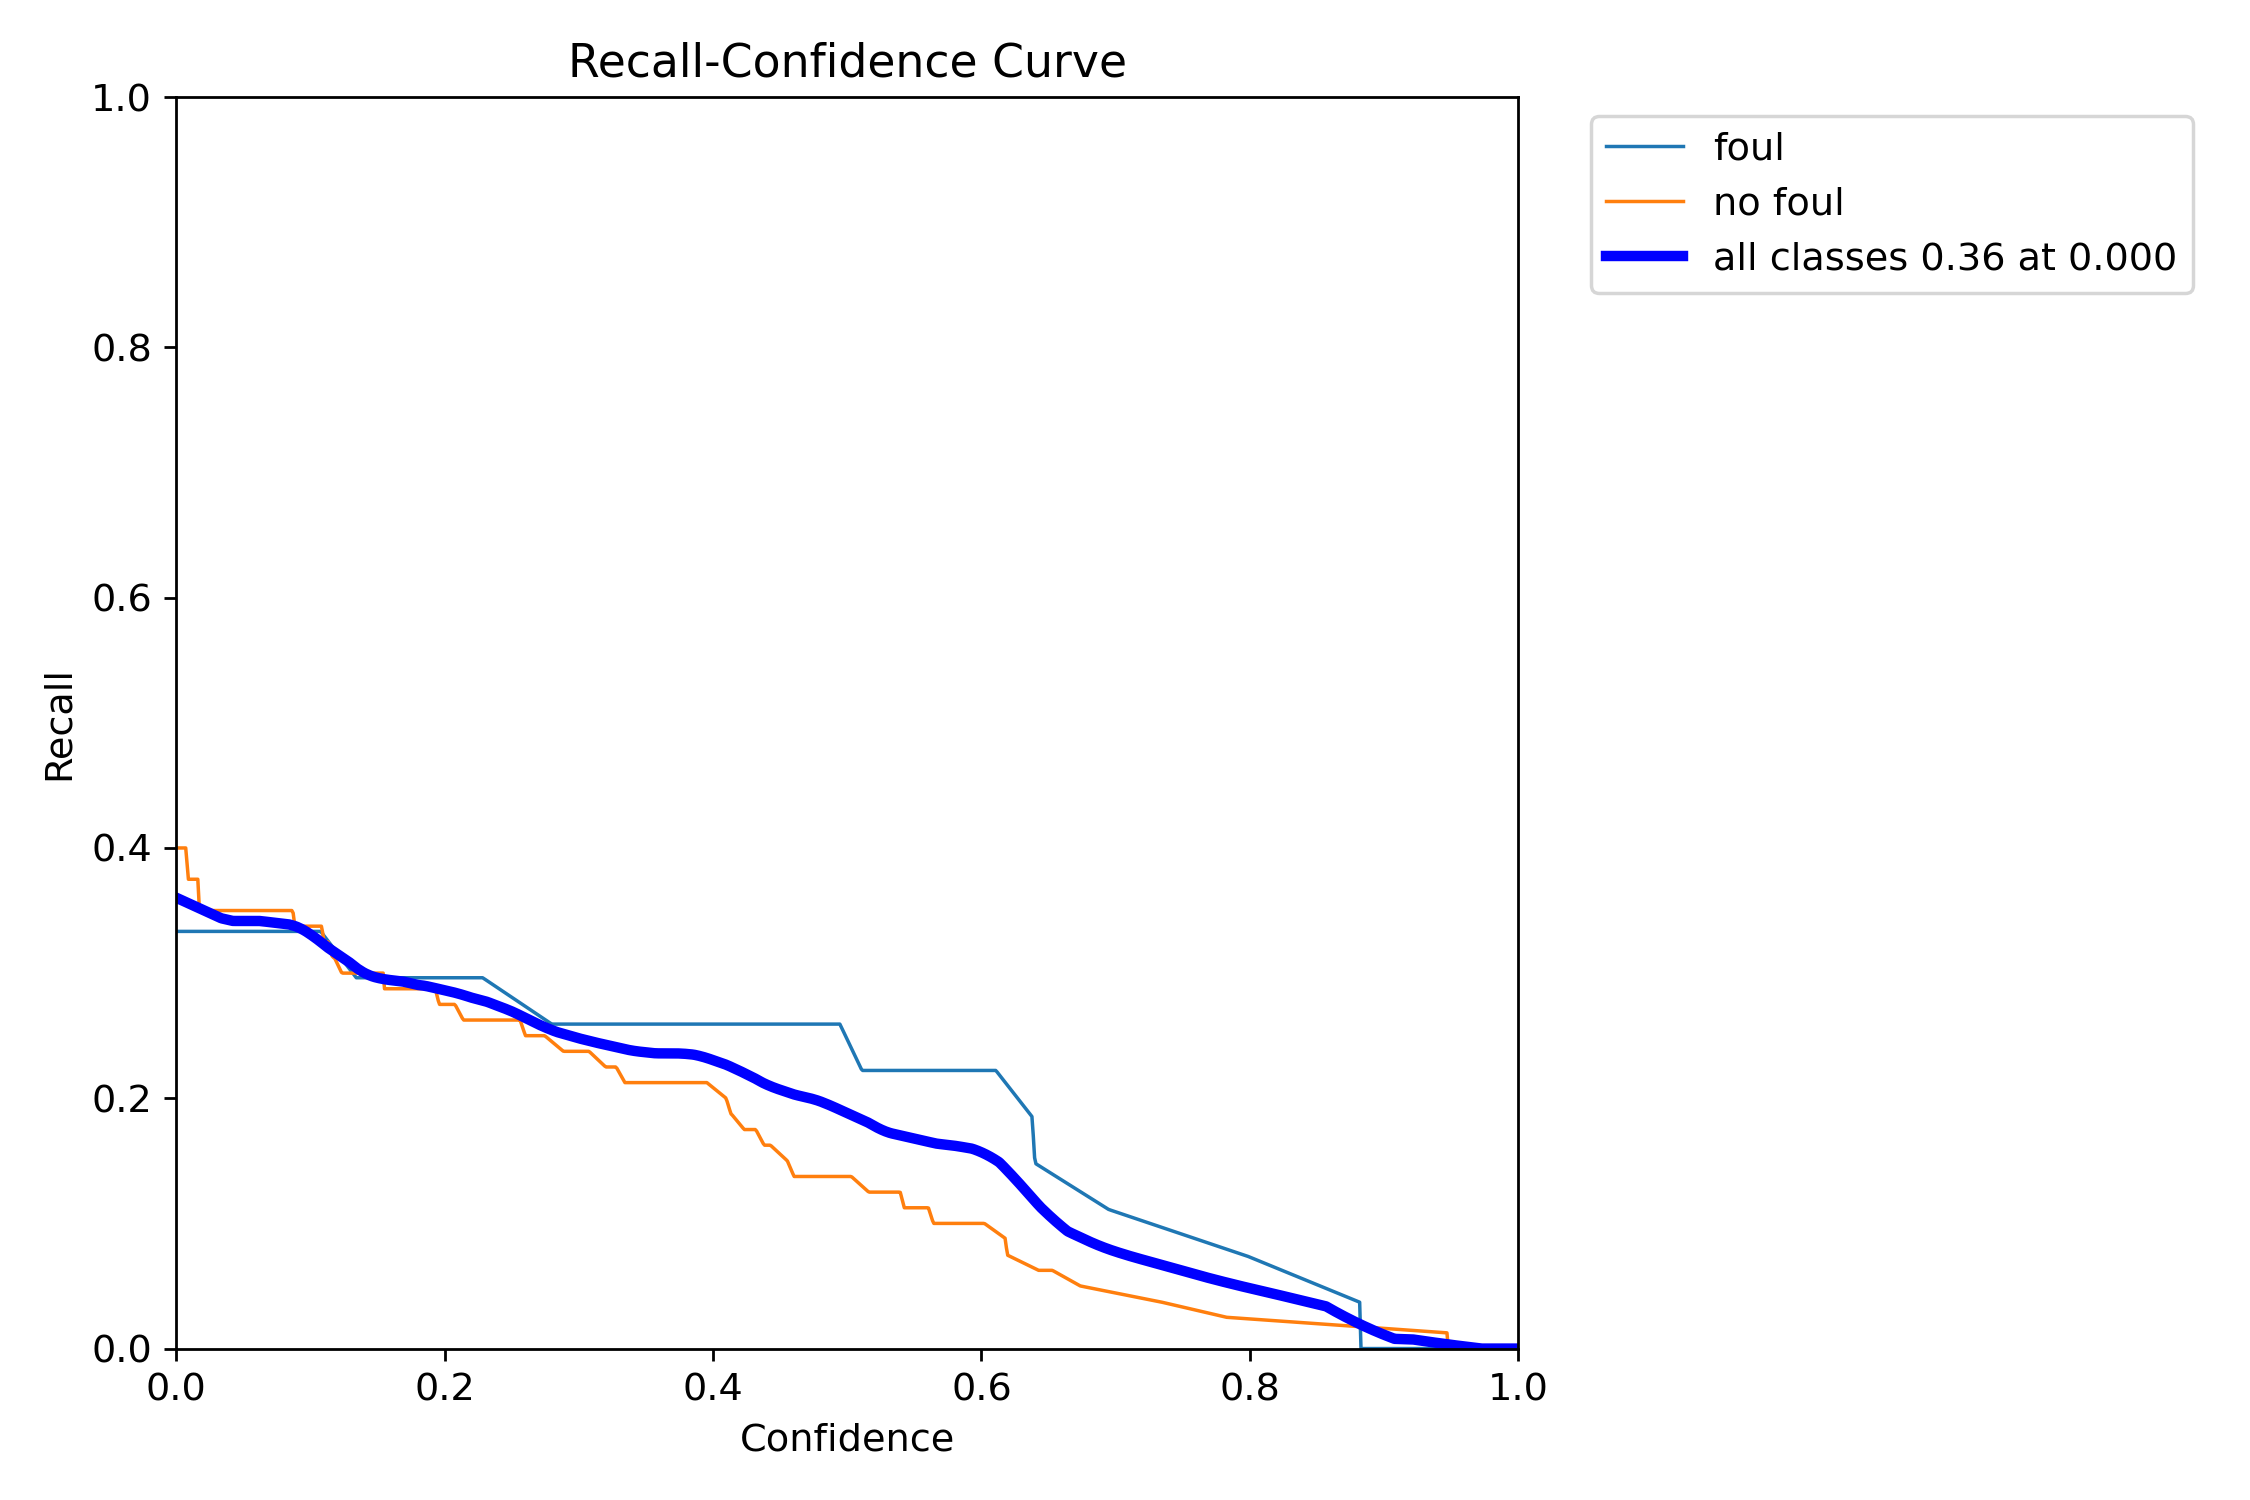 Recall-Confidence Curve
1.0
0.8
0.6
0.4
0.2
0.0
Recall
0.0 0.2 0.4 0.6 0.8 1.0
Confidence
foul
no foul
all classes 0.36 at 0.000